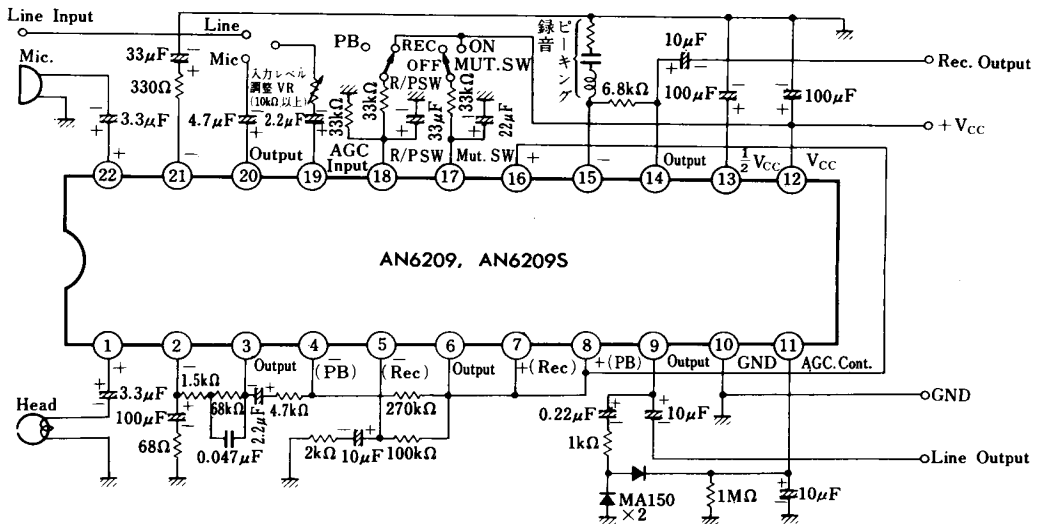 Line Input
Line
Mic.
Mic
33μF
330Ω
3.3μF
4.7μF
入力レベル
調整 VR
(10kΩ以上)
2.2μF
PB
REC
ON
OFF
MUT.SW
R/PSW
33kΩ
33kΩ
33μF
33kΩ
22μF
録音
ピーキング
6.8kΩ
10μF
Rec. Output
100μF
100μF
+VCC
Output
AGC
Input
R/PSW
Mut. SW
+
−
Output
½VCC
VCC
22
21
20
19
18
17
16
15
14
13
12
AN6209, AN6209S
1
2
3
4
5
6
7
8
9
10
11
Output
−
(PB)
−
(Rec)
Output
+(Rec)
+(PB)
Output
GND
AGC. Cont.
Head
3.3μF
100μF
68Ω
1.5kΩ
68kΩ
0.047μF
2.2μF
4.7kΩ
270kΩ
2kΩ
10μF
100kΩ
0.22μF
1kΩ
10μF
MA150
×2
1MΩ
10μF
GND
Line Output